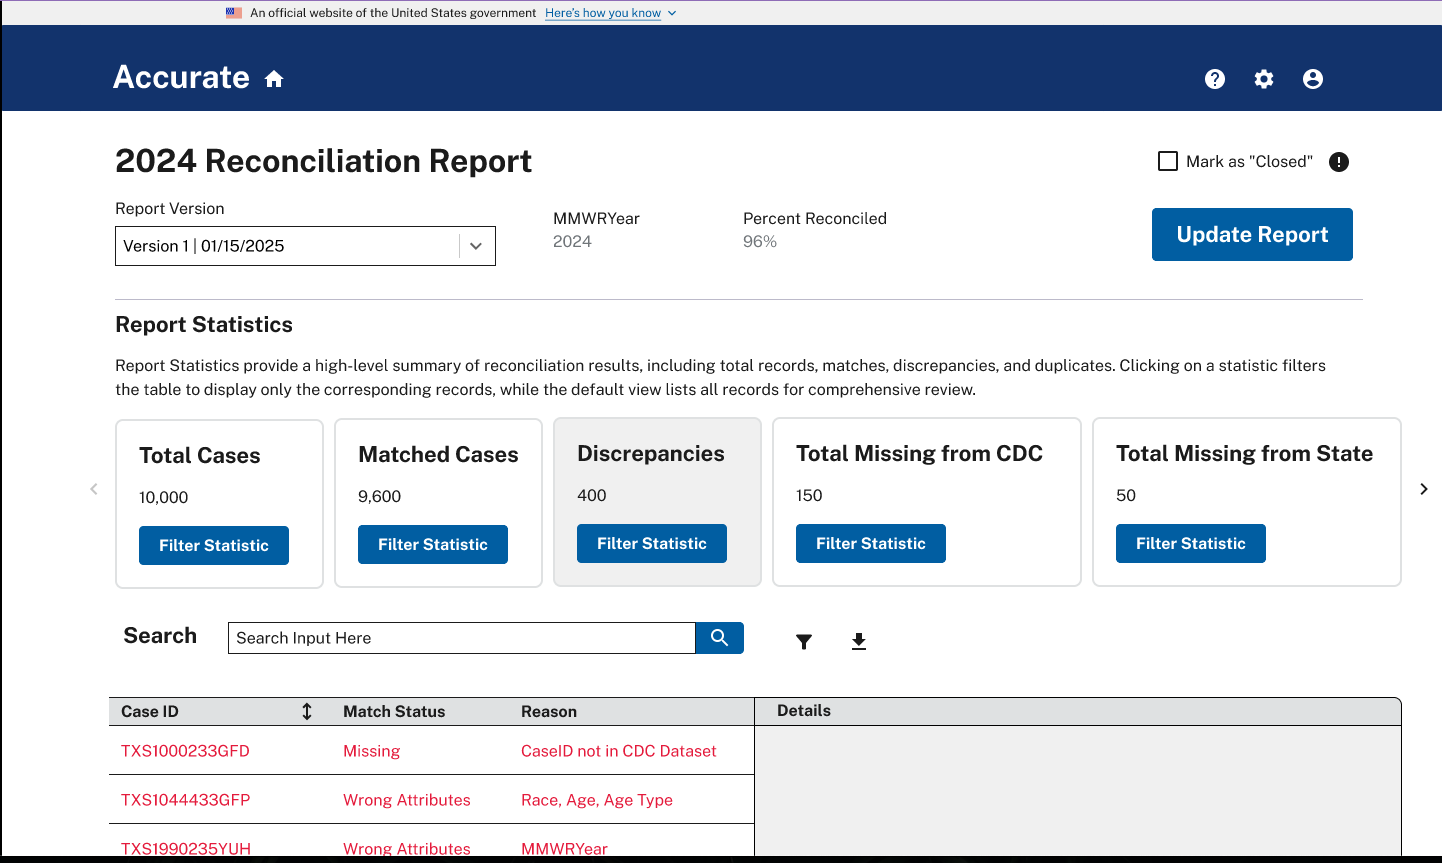 An official website of the United States government Here's how you know
Accurate
2024 Reconciliation Report
Mark as "Closed"
Report Version
Version 1 | 01/15/2025
MMWRYear
2024
Percent Reconciled
96%
Update Report
Report Statistics
Report Statistics provide a high-level summary of reconciliation results, including total records, matches, discrepancies, and duplicates. Clicking on a statistic filters
the table to display only the corresponding records, while the default view lists all records for comprehensive review.
Total Cases
10,000
Filter Statistic
Matched Cases
9,600
Filter Statistic
Discrepancies
400
Filter Statistic
Total Missing from CDC
150
Filter Statistic
Total Missing from State
50
Filter Statistic
Search
Search Input Here
Case ID Match Status Reason Details
TXS1000233GFD Missing CaseID not in CDC Dataset
TXS1044433GFP Wrong Attributes Race, Age, Age Type
TXS1990235YUH Wrong Attributes MMWRYear